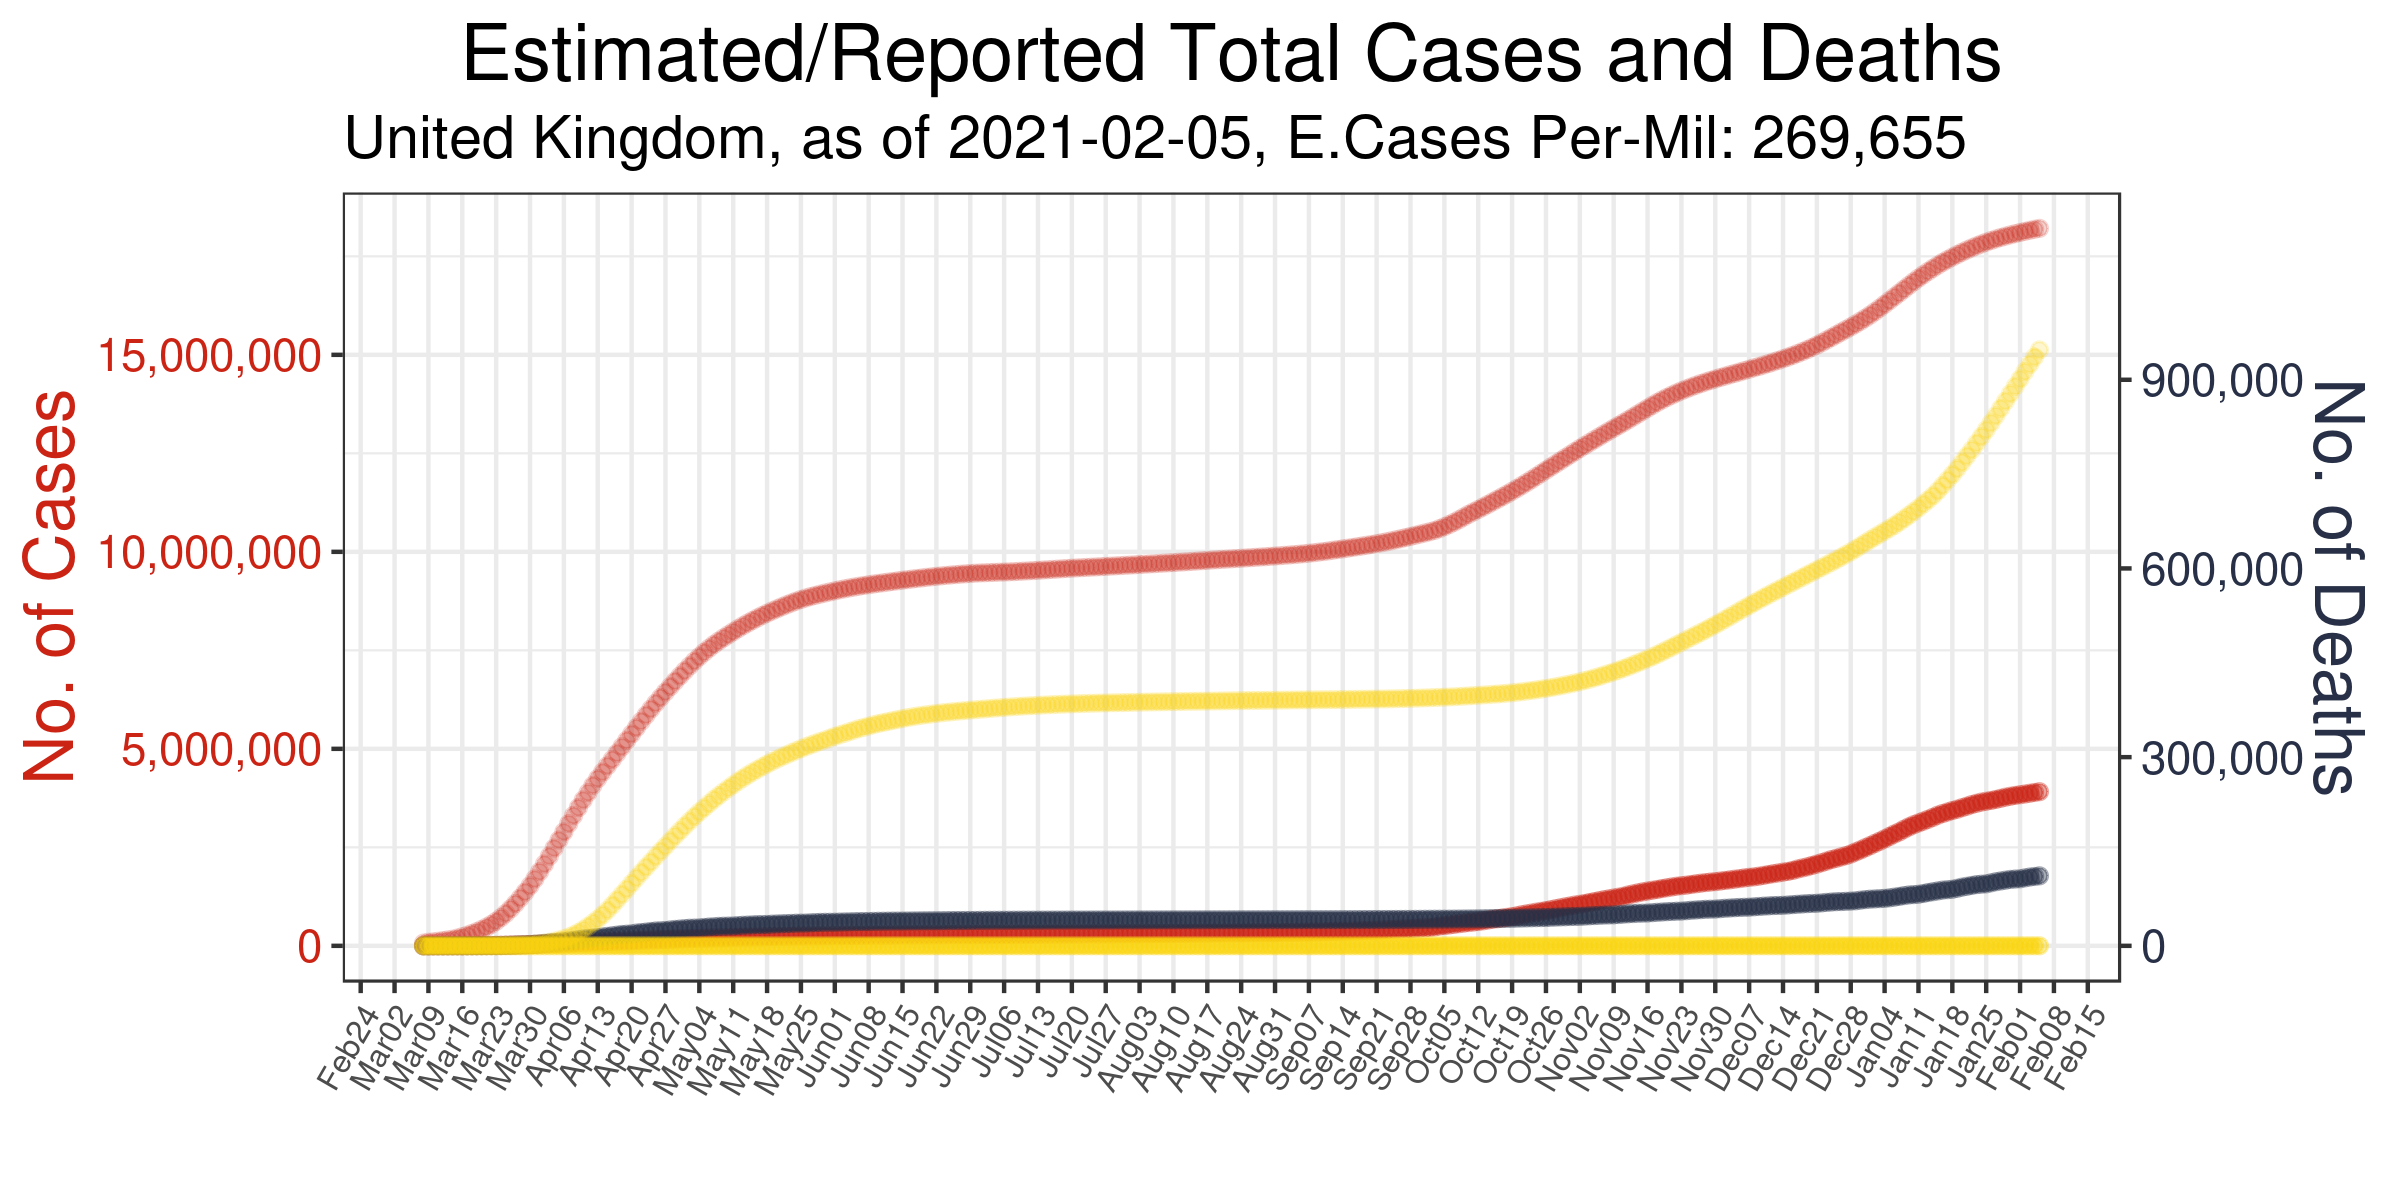 Estimated/Reported Total Cases and Deaths
United Kingdom, as of 2021-02-05, E.Cases Per-Mil: 269,655
No. of Cases
15,000,000
10,000,000
5,000,000
0
900,000
600,000
300,000
0
No. of Deaths
Feb24
Mar02
Mar09
Mar16
Mar23
Mar30
Apr06
Apr13
Apr20
Apr27
May04
May11
May18
May25
Jun01
Jun08
Jun15
Jun22
Jun29
Jul06
Jul13
Jul20
Jul27
Aug03
Aug10
Aug17
Aug24
Aug31
Sep07
Sep14
Sep21
Sep28
Oct05
Oct12
Oct19
Oct26
Nov02
Nov09
Nov16
Nov23
Nov30
Dec07
Dec14
Dec21
Dec28
Jan04
Jan11
Jan18
Jan25
Feb01
Feb08
Feb15